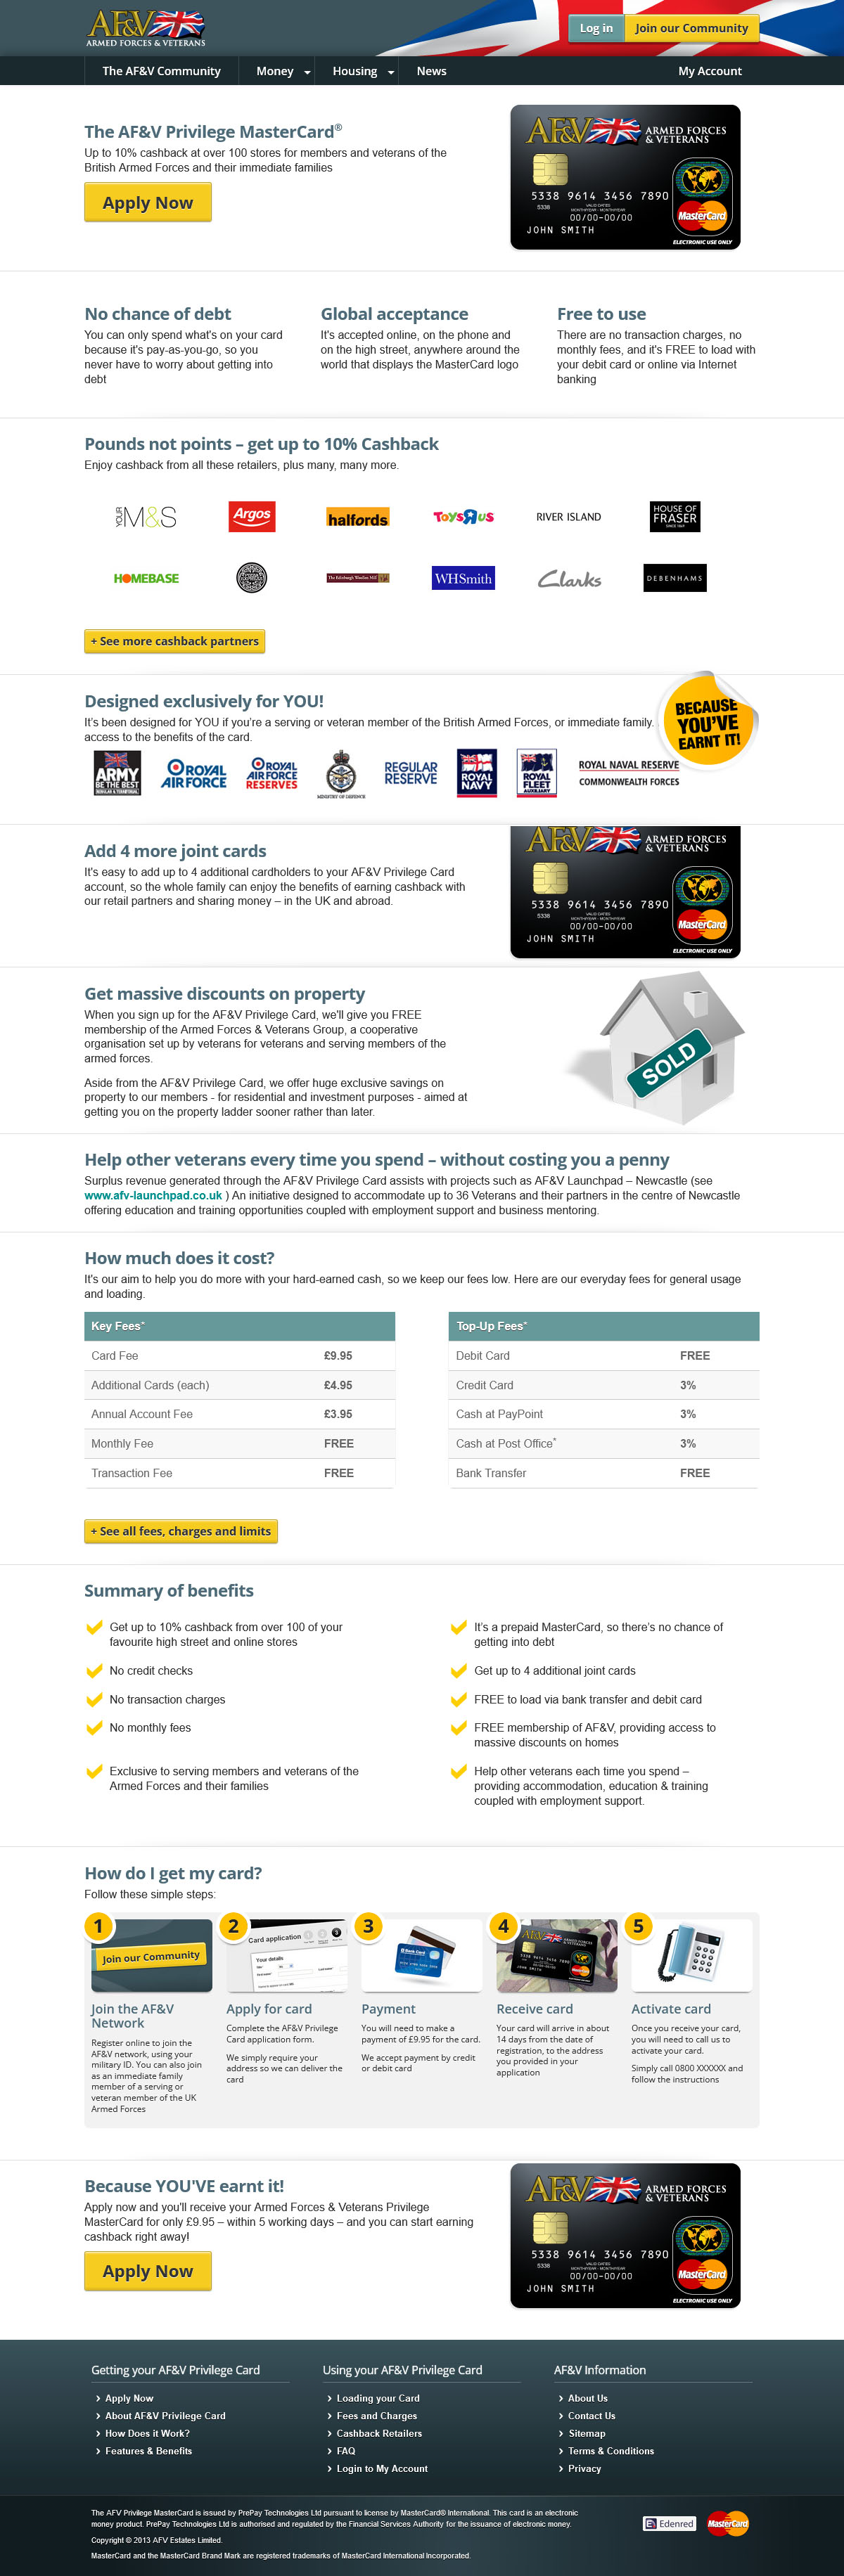 AF&V
ARMED FORCES & VETERANS
Log in
Join our Community
The AF&V Community
Money
Housing
News
My Account
The AF&V Privilege MasterCard®
Up to 10% cashback at over 100 stores for members and veterans of the
British Armed Forces and their immediate families
Apply Now
AF&V ARMED FORCES
& VETERANS
5338 9614 3456 7890
5338
VALID DATES
MONTH/YEAR - MONTH/YEAR
00/00-00/00
JOHN SMITH
MasterCard
ELECTRONIC USE ONLY
No chance of debt
You can only spend what's on your card
because it's pay-as-you-go, so you
never have to worry about getting into
debt
Global acceptance
It's accepted online, on the phone and
on the high street, anywhere around the
world that displays the MasterCard logo
Free to use
There are no transaction charges, no
monthly fees, and it's FREE to load with
your debit card or online via Internet
banking
Pounds not points – get up to 10% Cashback
Enjoy cashback from all these retailers, plus many, many more.
YOUR M&S
Argos
halfords
TOYSЯUS
RIVER ISLAND
HOUSE OF
FRASER
SINCE 1849
HOMEBASE
The Edinburgh Woollen Mill
WHSmith
Clarks
DEBENHAMS
+ See more cashback partners
Designed exclusively for YOU!
It's been designed for YOU if you're a serving or veteran member of the British Armed Forces, or immediate family.
access to the benefits of the card.
BECAUSE
YOU'VE
EARNT IT!
ARMY
BE THE BEST
REGULAR & TERRITORIAL
ROYAL
AIR FORCE
ROYAL
AIR FORCE
RESERVES
MINISTRY OF DEFENCE
REGULAR
RESERVE
ROYAL
NAVY
ROYAL
FLEET
AUXILIARY
ROYAL NAVAL RESERVE
COMMONWEALTH FORCES
Add 4 more joint cards
It's easy to add up to 4 additional cardholders to your AF&V Privilege Card
account, so the whole family can enjoy the benefits of earning cashback with
our retail partners and sharing money – in the UK and abroad.
AF&V ARMED FORCES
& VETERANS
5338 9614 3456 7890
5338
VALID DATES
MONTH/YEAR - MONTH/YEAR
00/00-00/00
JOHN SMITH
MasterCard
ELECTRONIC USE ONLY
Get massive discounts on property
When you sign up for the AF&V Privilege Card, we'll give you FREE
membership of the Armed Forces & Veterans Group, a cooperative
organisation set up by veterans for veterans and serving members of the
armed forces.
Aside from the AF&V Privilege Card, we offer huge exclusive savings on
property to our members - for residential and investment purposes - aimed at
getting you on the property ladder sooner rather than later.
SOLD
Help other veterans every time you spend – without costing you a penny
Surplus revenue generated through the AF&V Privilege Card assists with projects such as AF&V Launchpad – Newcastle (see
www.afv-launchpad.co.uk ) An initiative designed to accommodate up to 36 Veterans and their partners in the centre of Newcastle
offering education and training opportunities coupled with employment support and business mentoring.
How much does it cost?
It's our aim to help you do more with your hard-earned cash, so we keep our fees low. Here are our everyday fees for general usage
and loading.
Key Fees*
Card Fee £9.95
Additional Cards (each) £4.95
Annual Account Fee £3.95
Monthly Fee FREE
Transaction Fee FREE
Top-Up Fees*
Debit Card FREE
Credit Card 3%
Cash at PayPoint 3%
Cash at Post Office* 3%
Bank Transfer FREE
+ See all fees, charges and limits
Summary of benefits
Get up to 10% cashback from over 100 of your
favourite high street and online stores
No credit checks
No transaction charges
No monthly fees
Exclusive to serving members and veterans of the
Armed Forces and their families
It's a prepaid MasterCard, so there's no chance of
getting into debt
Get up to 4 additional joint cards
FREE to load via bank transfer and debit card
FREE membership of AF&V, providing access to
massive discounts on homes
Help other veterans each time you spend –
providing accommodation, education & training
coupled with employment support.
How do I get my card?
Follow these simple steps:
1
Join our Community
Join the AF&V
Network
Register online to join the
AF&V network, using your
military ID. You can also join
as an immediate family
member of a serving or
veteran member of the UK
Armed Forces
2
Card application
Your details
Apply for card
Complete the AF&V Privilege
Card application form.
We simply require your
address so we can deliver the
card
3
Payment
You will need to make a
payment of £9.95 for the card.
We accept payment by credit
or debit card
4
Receive card
Your card will arrive in about
14 days from the date of
registration, to the address
you provided in your
application
5
Activate card
Once you receive your card,
you will need to call us to
activate your card.
Simply call 0800 XXXXXX and
follow the instructions
Because YOU'VE earnt it!
Apply now and you'll receive your Armed Forces & Veterans Privilege
MasterCard for only £9.95 – within 5 working days – and you can start earning
cashback right away!
Apply Now
AF&V ARMED FORCES
& VETERANS
5338 9614 3456 7890
5338
VALID DATES
MONTH/YEAR - MONTH/YEAR
00/00-00/00
JOHN SMITH
MasterCard
ELECTRONIC USE ONLY
Getting your AF&V Privilege Card
Apply Now
About AF&V Privilege Card
How Does it Work?
Features & Benefits
Using your AF&V Privilege Card
Loading your Card
Fees and Charges
Cashback Retailers
FAQ
Login to My Account
AF&V Information
About Us
Contact Us
Sitemap
Terms & Conditions
Privacy
The AFV Privilege MasterCard is issued by PrePay Technologies Ltd pursuant to license by MasterCard® International. This card is an electronic
money product. PrePay Technologies Ltd is authorised and regulated by the Financial Services Authority for the issuance of electronic money.
Copyright © 2013 AFV Estates Limited.
MasterCard and the MasterCard Brand Mark are registered trademarks of MasterCard International Incorporated.
Edenred
MasterCard